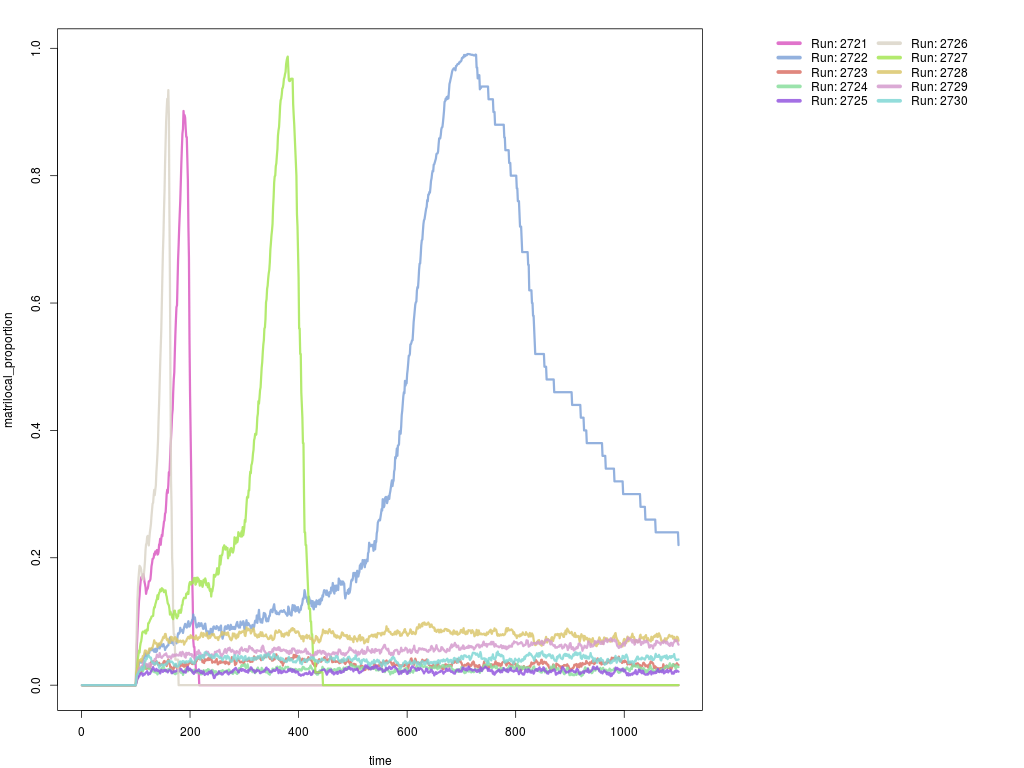 Run: 2721 Run: 2726
Run: 2722 Run: 2727
Run: 2723 Run: 2728
Run: 2724 Run: 2729
Run: 2725 Run: 2730
1.0
0.8
0.6
0.4
0.2
0.0
matrilocal_proportion
0 200 400 600 800 1000
time